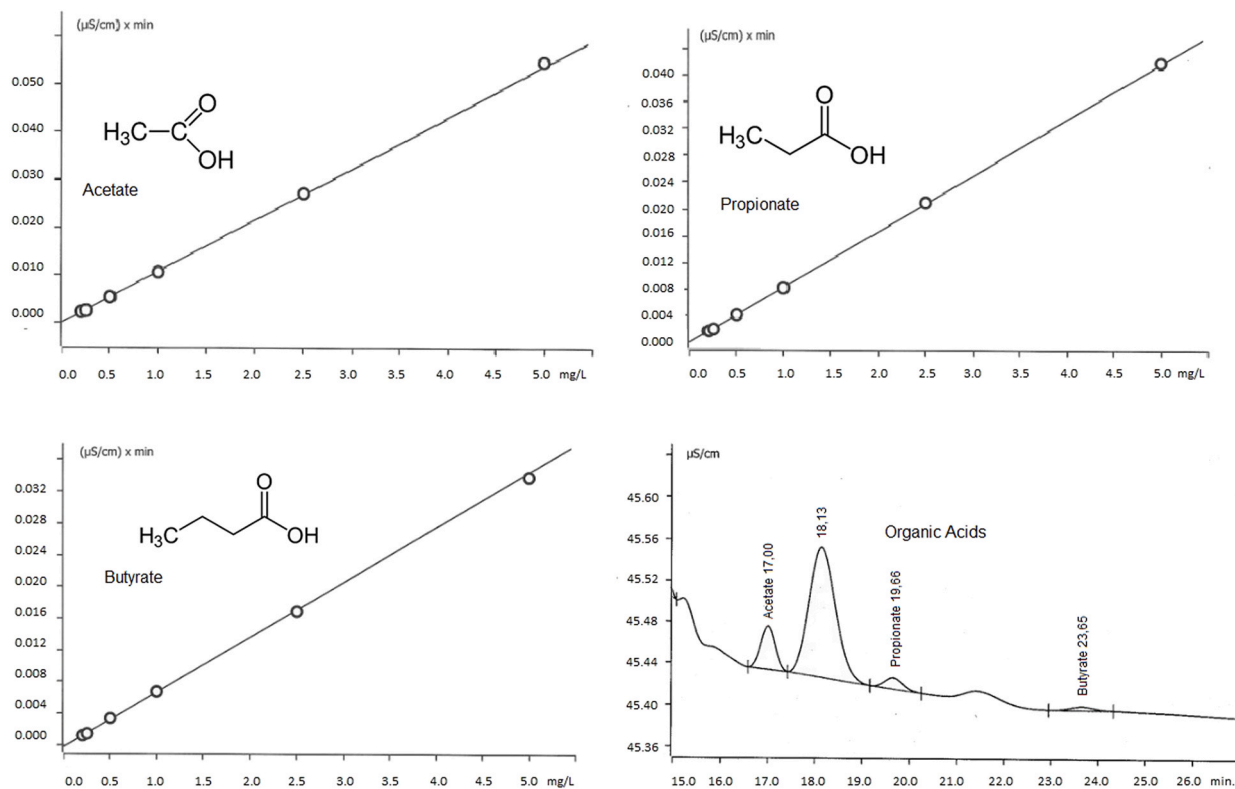 (µS/cm) x min
0.050
0.040
0.030
0.020
0.010
0.000
O
H₃C
C
OH
Acetate
0.0 0.5 1.0 1.5 2.0 2.5 3.0 3.5 4.0 4.5 5.0 mg/L
(µS/cm) x min
0.040
0.036
0.032
0.028
0.024
0.020
0.016
0.012
0.008
0.004
0.000
O
H₃C
OH
Propionate
0.0 0.5 1.0 1.5 2.0 2.5 3.0 3.5 4.0 4.5 5.0 mg/L
(µS/cm) x min
0.032
0.028
0.024
0.020
0.016
0.012
0.008
0.004
0.000
O
H₃C
OH
Butyrate
0.0 0.5 1.0 1.5 2.0 2.5 3.0 3.5 4.0 4.5 5.0 mg/L
µS/cm
45.60
45.56
45.52
45.48
45.44
45.40
45.36
Organic Acids
Acetate 17,00
18,13
Propionate 19,66
Butyrate 23,65
15.0 17.0 18.0 19.0 20.0 21.0 22.0 23.0 24.0 25.0 26.0 min.